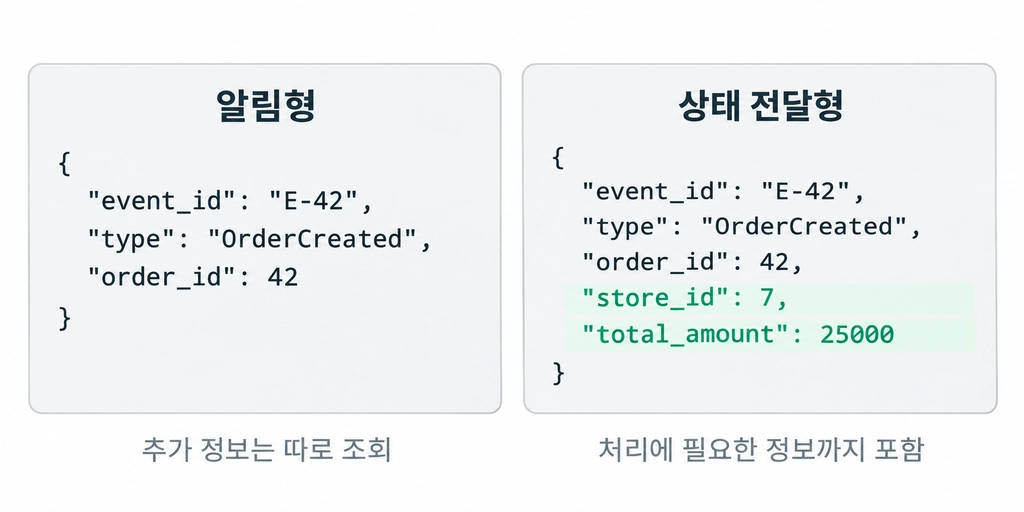 알림형
{
"event_id": "E-42",
"type": "OrderCreated",
"order_id": 42
}
추가 정보는 따로 조회
상태 전달형
{
"event_id": "E-42",
"type": "OrderCreated",
"order_id": 42,
"store_id": 7,
"total_amount": 25000
}
처리에 필요한 정보까지 포함